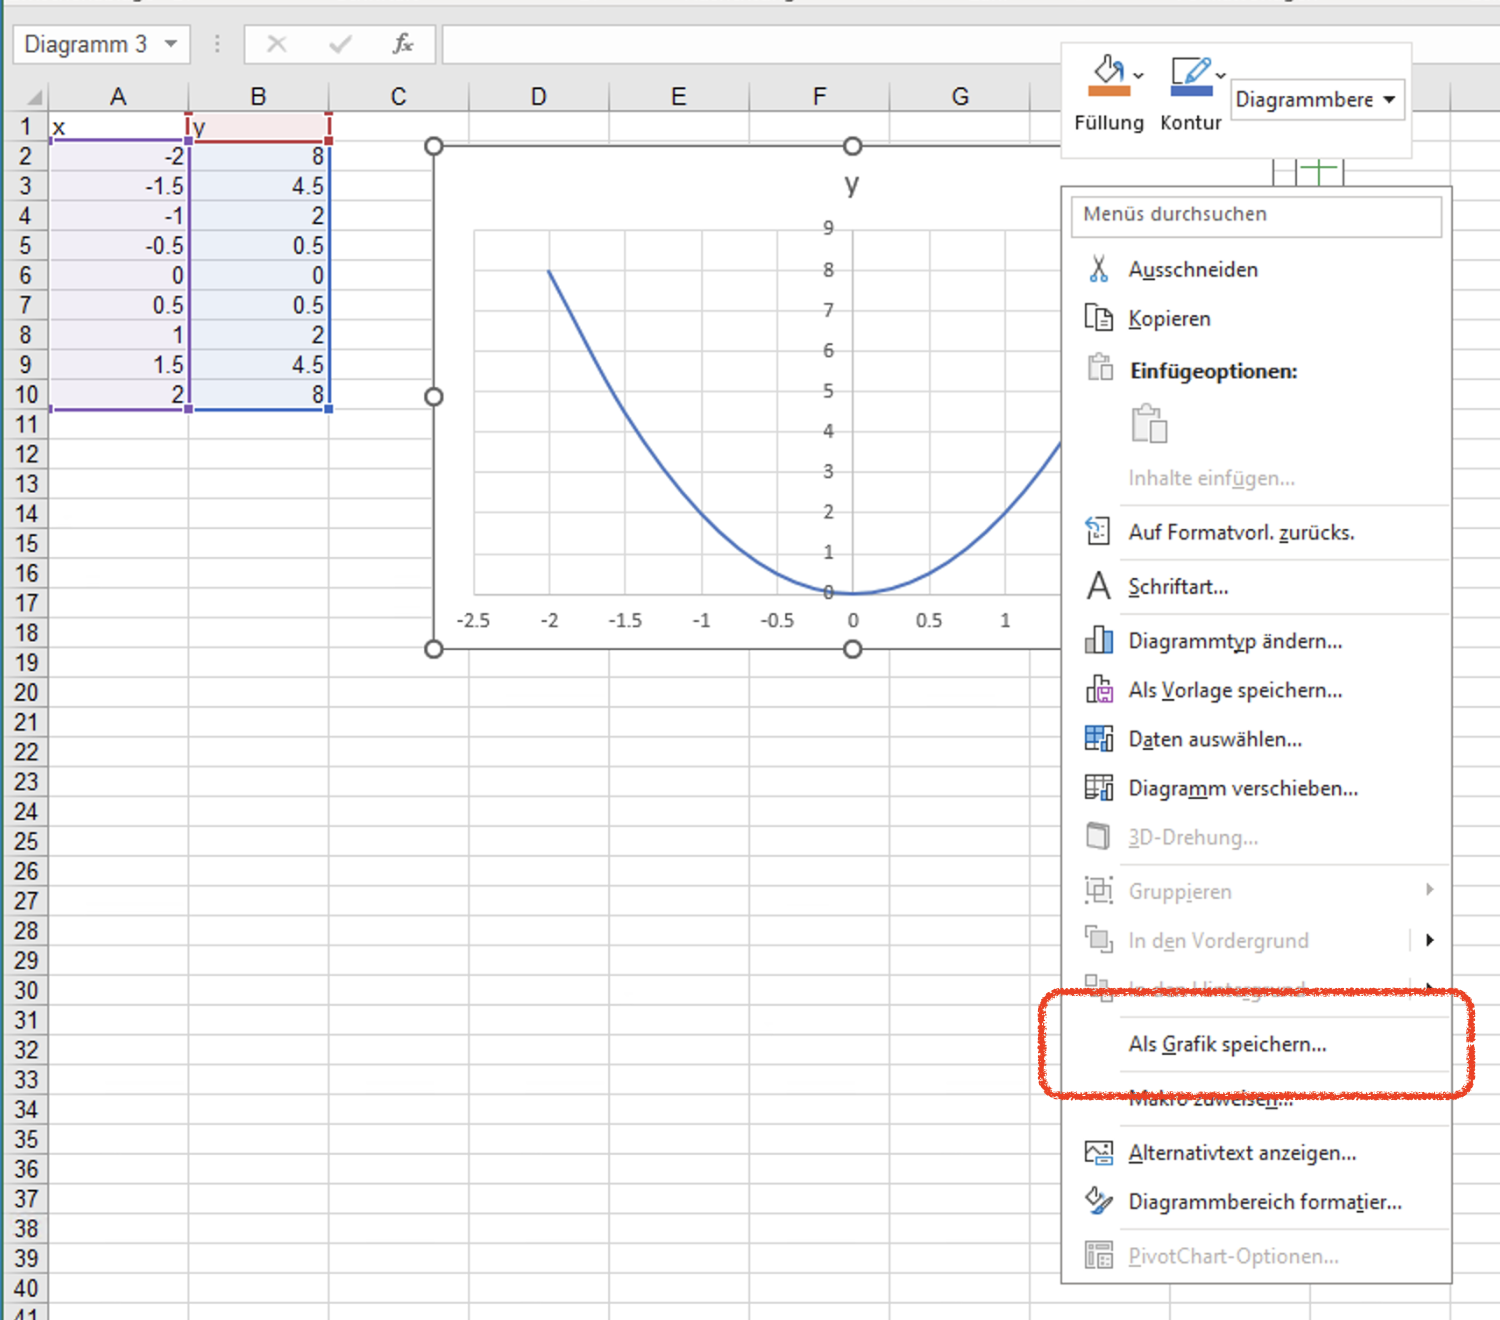 Diagramm 3
fx
Füllung Kontur Diagrammbere
A B C D E F G
1 x y
2 -2 8
3 -1.5 4.5
4 -1 2
5 -0.5 0.5
6 0 0
7 0.5 0.5
8 1 2
9 1.5 4.5
10 2 8
11
12
13
14
15
16
17
18
19
20
21
22
23
24
25
26
27
28
29
30
31
32
33
34
35
36
37
38
39
40
41
y
9
8
7
6
5
4
3
2
1
0
-2.5 -2 -1.5 -1 -0.5 0 0.5 1
Menüs durchsuchen
Ausschneiden
Kopieren
Einfügeoptionen:
Inhalte einfügen...
Auf Formatvorl. zurücks.
Schriftart...
Diagrammtyp ändern...
Als Vorlage speichern...
Daten auswählen...
Diagramm verschieben...
3D-Drehung...
Gruppieren
In den Vordergrund
In den Hintergrund
Als Grafik speichern...
Makro zuweisen...
Alternativtext anzeigen...
Diagrammbereich formatier...
PivotChart-Optionen...